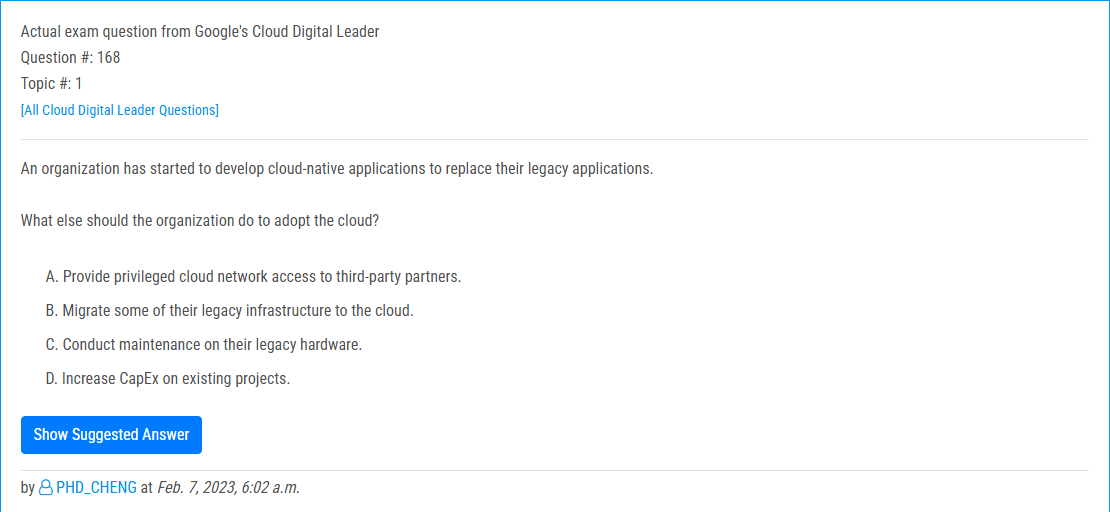 Actual exam question from Google's Cloud Digital Leader
Question #: 168
Topic #: 1
[All Cloud Digital Leader Questions]
An organization has started to develop cloud-native applications to replace their legacy applications.
What else should the organization do to adopt the cloud?
A. Provide privileged cloud network access to third-party partners.
B. Migrate some of their legacy infrastructure to the cloud.
C. Conduct maintenance on their legacy hardware.
D. Increase CapEx on existing projects.
Show Suggested Answer
by PHD_CHENG at Feb. 7, 2023, 6:02 a.m.